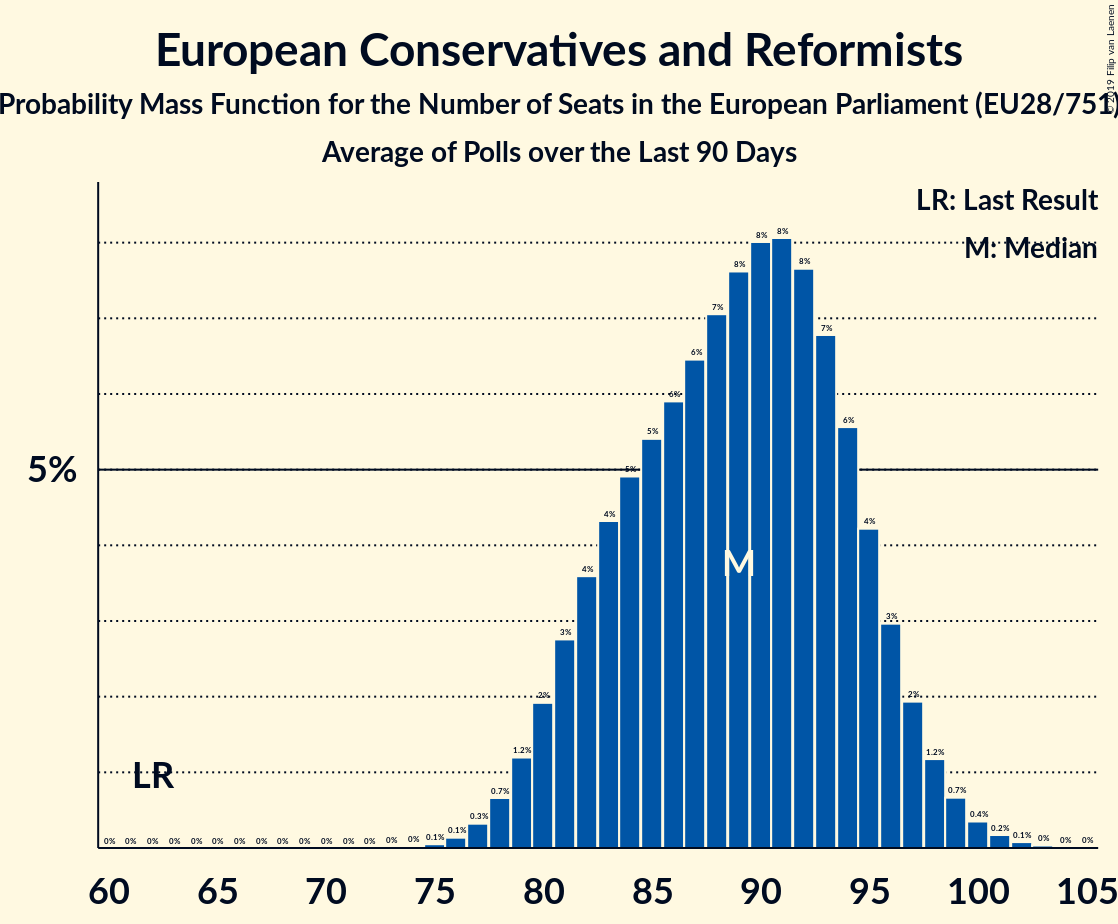 © 2019 Filip van Laenen
European Conservatives and Reformists
Probability Mass Function for the Number of Seats in the European Parliament (EU28/751)
Average of Polls over the Last 90 Days
LR: Last Result
M: Median
5%
LR
M
0% 0% 0% 0% 0% 0% 0% 0% 0% 0% 0% 0% 0% 0% 0% 0.1% 0.1% 0.3% 0.7% 1.2% 2% 3% 4% 4% 5% 5% 6% 6% 7% 8% 8% 8% 8% 7% 6% 4% 3% 2% 1.2% 0.7% 0.4% 0.2% 0.1% 0% 0% 0%
60 65 70 75 80 85 90 95 100 105